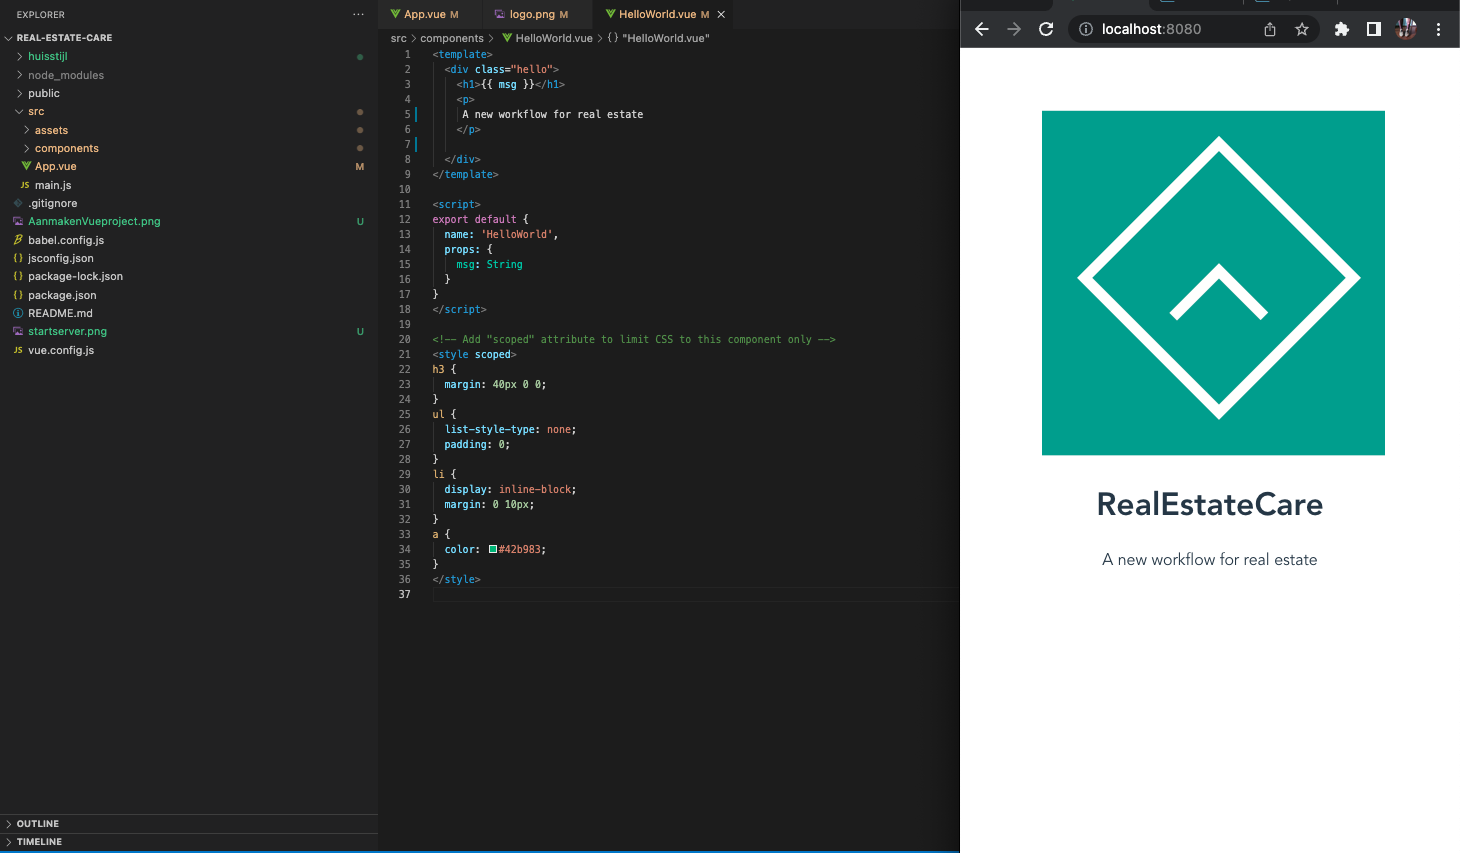 EXPLORER
REAL-ESTATE-CARE
huisstijl
node_modules
public
src
assets
components
App.vue M
JS main.js
.gitignore
AanmakenVueproject.png U
babel.config.js
{} jsconfig.json
{} package-lock.json
{} package.json
README.md
startserver.png U
JS vue.config.js
OUTLINE
TIMELINE
App.vue M
logo.png M
HelloWorld.vue M
src > components > HelloWorld.vue > {} "HelloWorld.vue"
1 <template>
2 <div class="hello">
3 <h1>{{ msg }}</h1>
4 <p>
5 A new workflow for real estate
6 </p>
7
8 </div>
9 </template>
10
11 <script>
12 export default {
13 name: 'HelloWorld',
14 props: {
15 msg: String
16 }
17 }
18 </script>
19
20 <!-- Add "scoped" attribute to limit CSS to this component only -->
21 <style scoped>
22 h3 {
23 margin: 40px 0 0;
24 }
25 ul {
26 list-style-type: none;
27 padding: 0;
28 }
29 li {
30 display: inline-block;
31 margin: 0 10px;
32 }
33 a {
34 color: #42b983;
35 }
36 </style>
37
localhost:8080
RealEstateCare
A new workflow for real estate